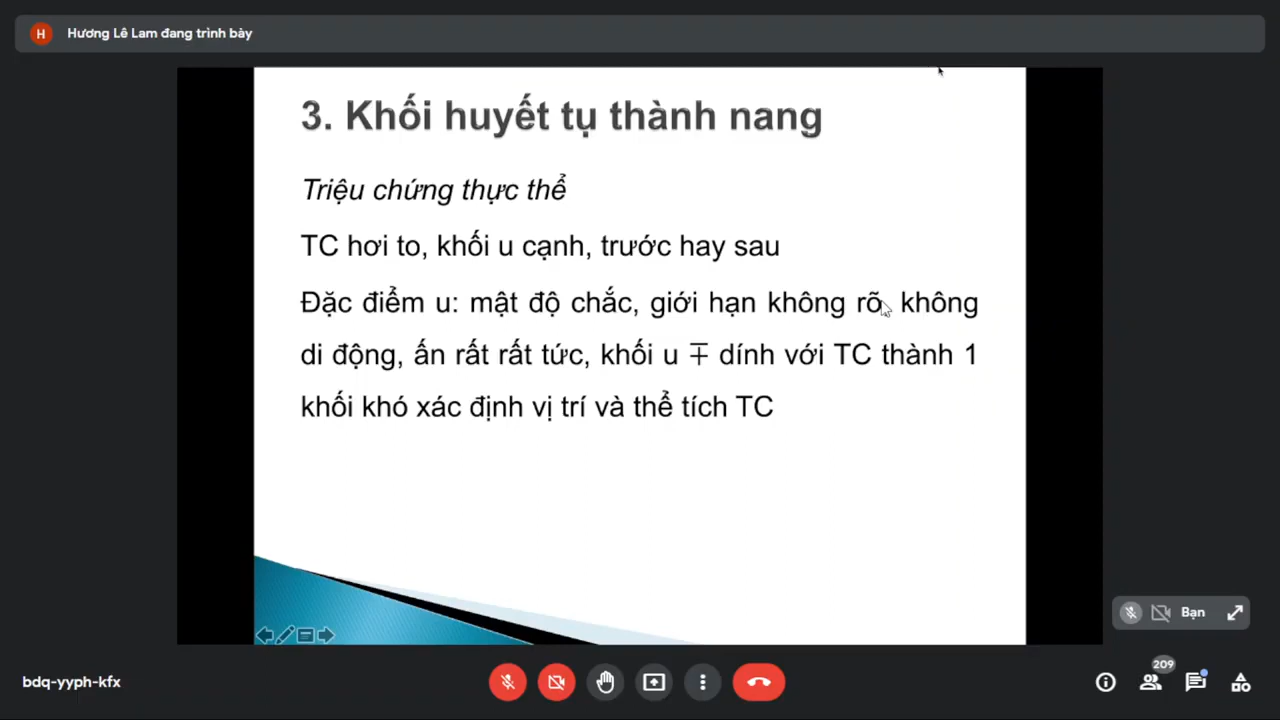 H Hương Lê Lam đang trình bày
3. Khối huyết tụ thành nang
Triệu chứng thực thể
TC hơi to, khối u cạnh, trước hay sau
Đặc điểm u: mật độ chắc, giới hạn không rõ, không
di động, ấn rất rất tức, khối u ∓ dính với TC thành 1
khối khó xác định vị trí và thể tích TC
Bạn
bdq-yyph-kfx
209